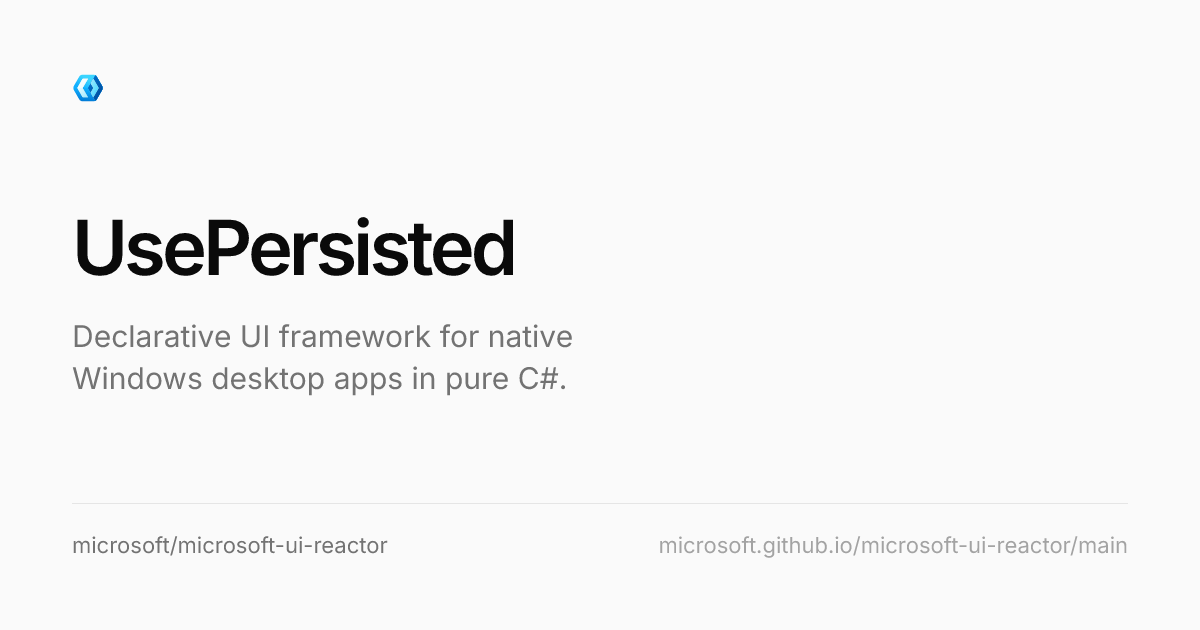 UsePersisted
Declarative UI framework for native
Windows desktop apps in pure C#.
microsoft/microsoft-ui-reactor
microsoft.github.io/microsoft-ui-reactor/main